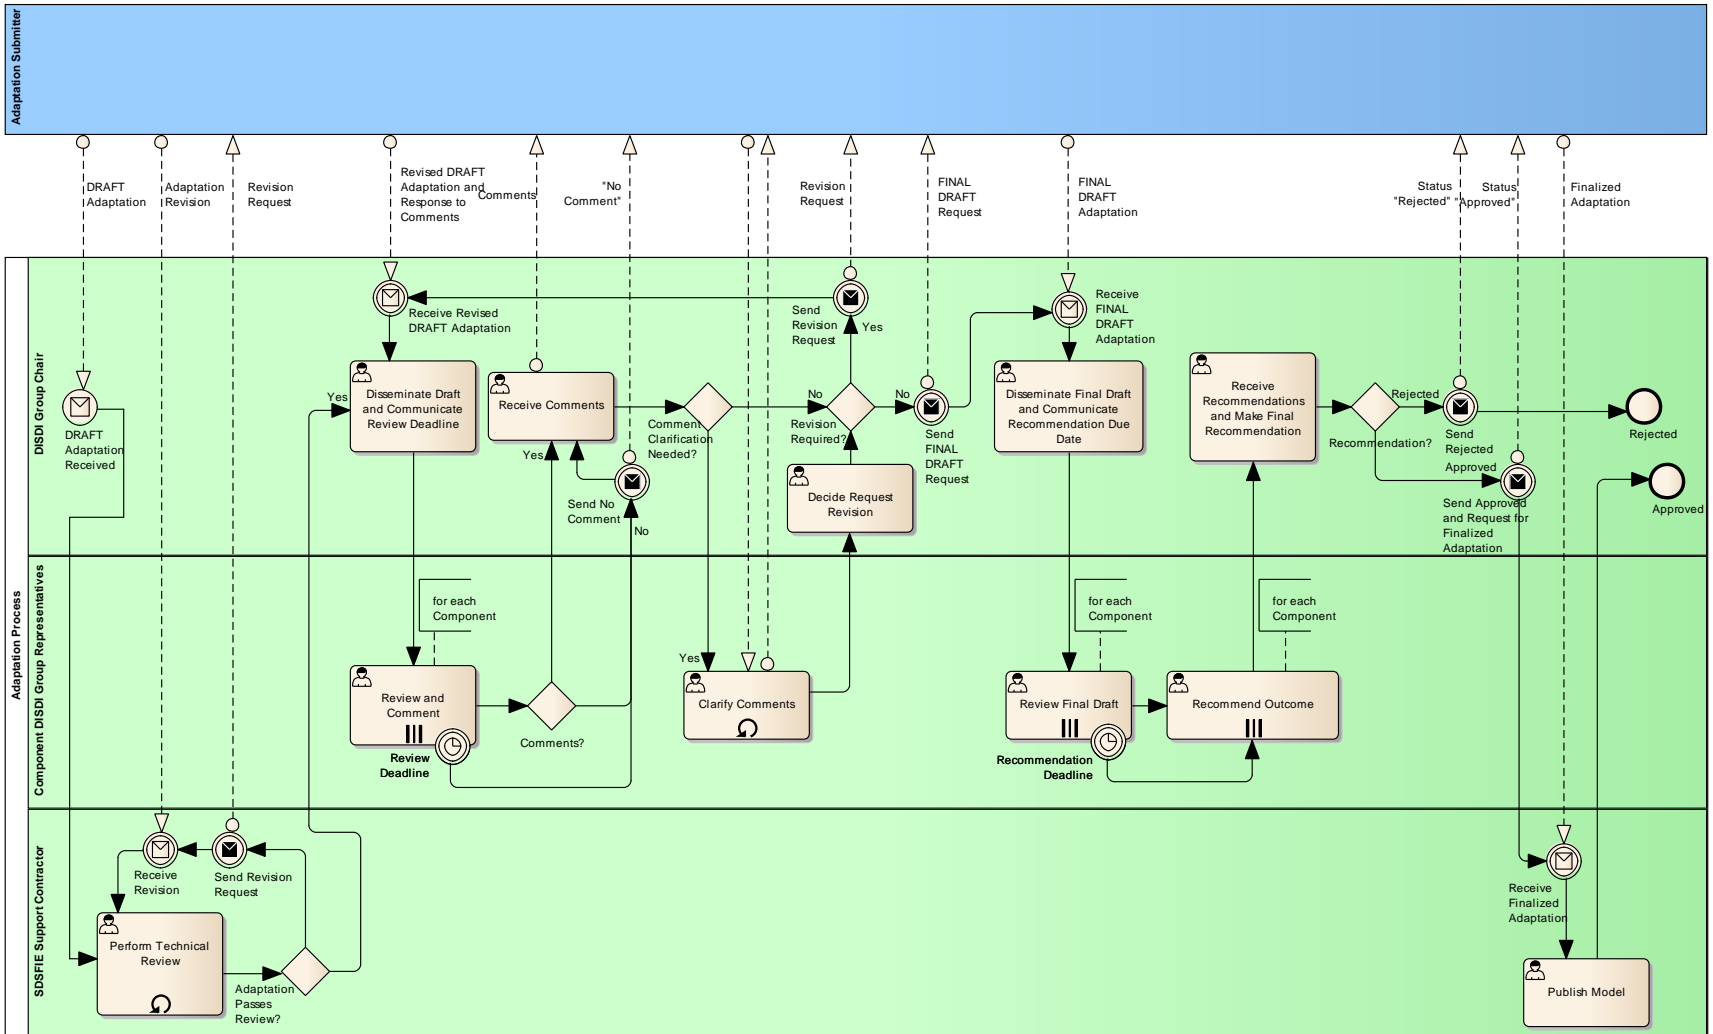 Adaptation Submitter
DRAFT
Adaptation
Adaptation
Revision
Revision
Request
Revised DRAFT
Adaptation and
Response to
Comments
Comments
"No
Comment"
Revision
Request
FINAL
DRAFT
Request
FINAL
DRAFT
Adaptation
Status
"Rejected"
Status
"Approved"
Finalized
Adaptation
Adaptation Process
DISDI Group Chair
DRAFT
Adaptation
Received
Receive Revised
DRAFT Adaptation
Yes
Disseminate Draft
and Communicate
Review Deadline
Receive Comments
Yes
Send No
Comment
No
Comment
Clarification
Needed?
Send
Revision
Request
Yes
No
Revision
Required?
No
Decide Request
Revision
Send
FINAL
DRAFT
Request
Receive
FINAL
DRAFT
Adaptation
Disseminate Final Draft
and Communicate
Recommendation Due
Date
Receive
Recommendations
and Make Final
Recommendation
Recommendation?
Rejected
Send
Rejected
Approved
Send Approved
and Request for
Finalized
Adaptation
Rejected
Approved
Component DISDI Group Representatives
for each
Component
Review and
Comment
Review
Deadline
Comments?
Yes
Clarify Comments
for each
Component
Review Final Draft
Recommendation
Deadline
for each
Component
Recommend Outcome
SDSFIE Support Contractor
Receive
Revision
Send Revision
Request
Perform Technical
Review
Adaptation
Passes
Review?
Receive
Finalized
Adaptation
Publish Model